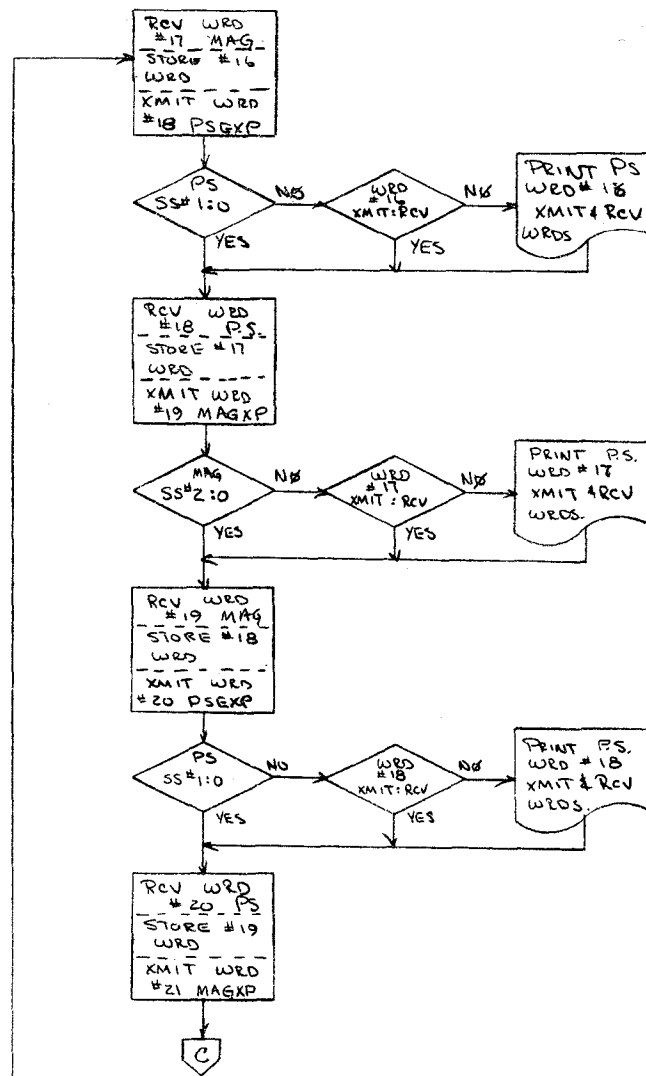 RCV WRD
#17 MAG
STORE #16
WRD
XMIT WRD
#18 PSEXP
PS
SS#1:0
NØ
WRD
#16
XMIT:RCV
NØ
PRINT PS
WRD #16
XMIT & RCV
WRDS
YES
YES
RCV WRD
#18 P.S.
STORE #17
WRD
XMIT WRD
#19 MAGXP
MAG
SS#2:0
NØ
WRD
#17
XMIT:RCV
NØ
PRINT P.S.
WRD #17
XMIT & RCV
WRDS.
YES
YES
RCV WRD
#19 MAG
STORE #18
WRD
XMIT WRD
#20 PSEXP
PS
SS#1:0
NO
WRD
#18
XMIT:RCV
NØ
PRINT P.S.
WRD #18
XMIT & RCV
WRDS.
YES
YES
RCV WRD
#20 PS
STORE #19
WRD
XMIT WRD
#21 MAGXP
C